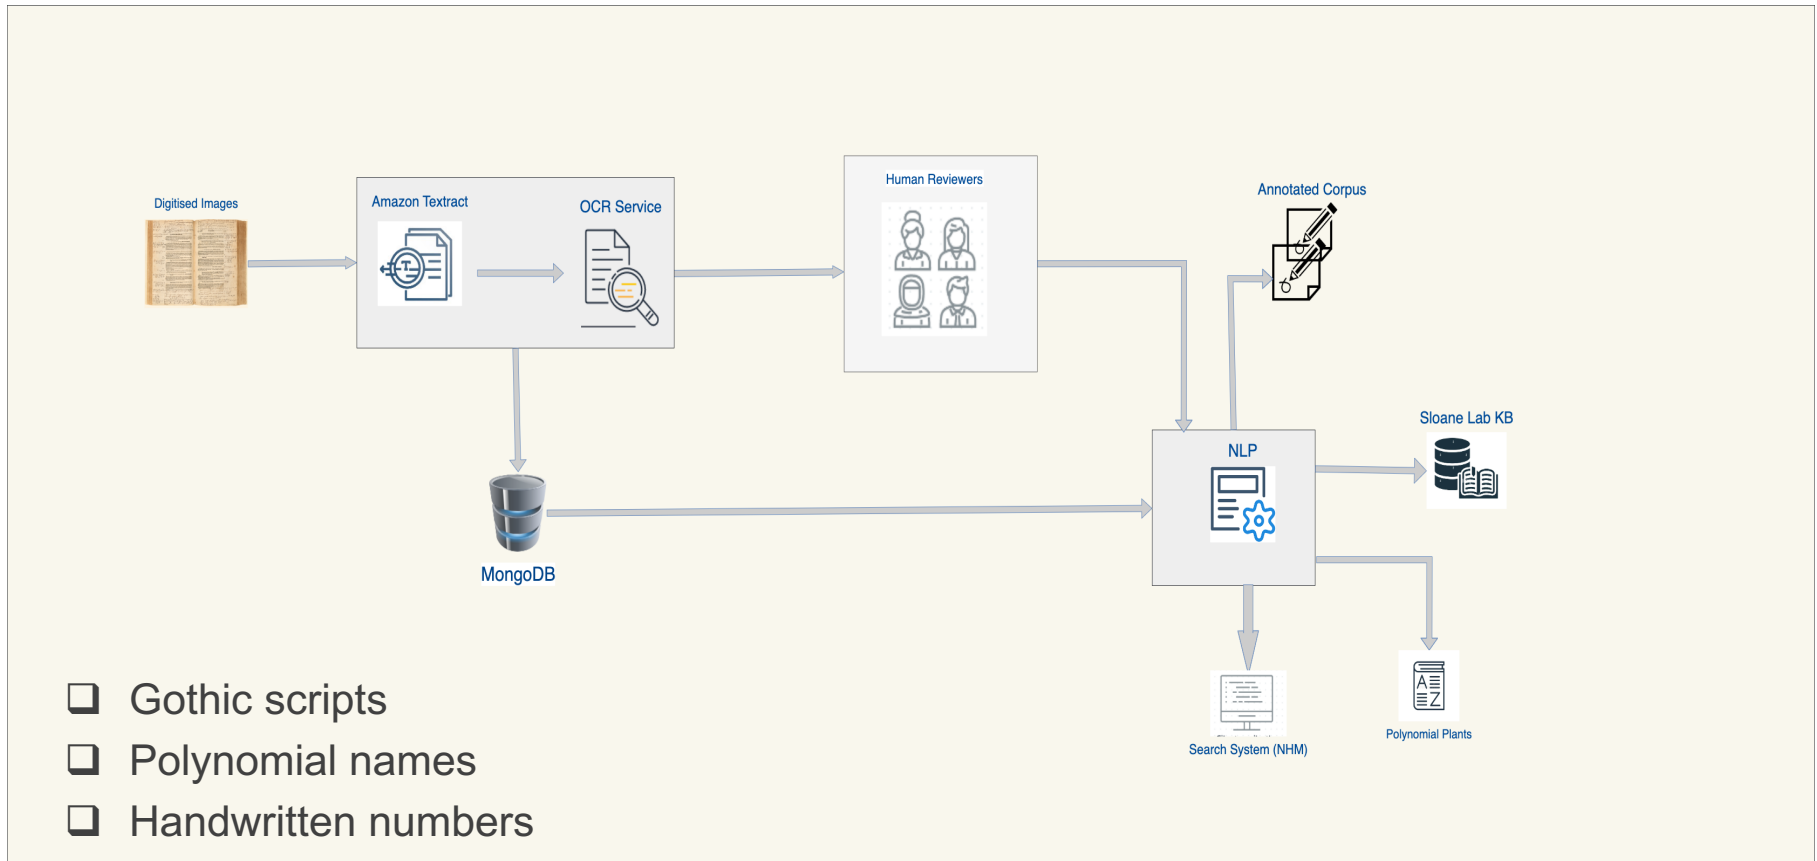 Digitised Images
Amazon Textract
OCR Service
Human Reviewers
Annotated Corpus
Sloane Lab KB
NLP
MongoDB
Search System (NHM)
Polynomial Plants
Gothic scripts
Polynomial names
Handwritten numbers